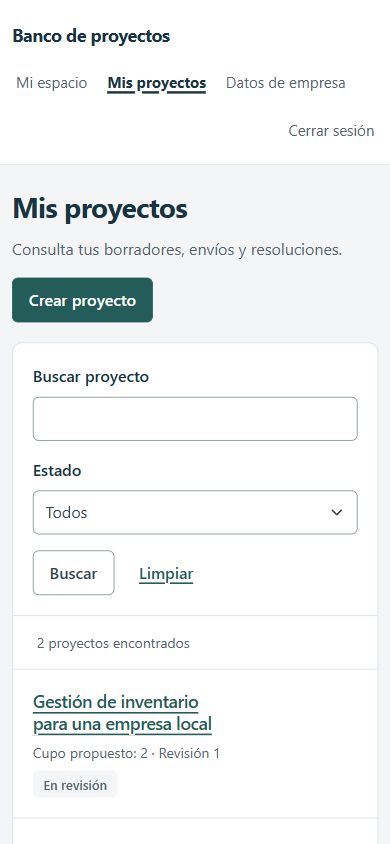 Banco de proyectos
Mi espacio Mis proyectos Datos de empresa
Cerrar sesión
Mis proyectos
Consulta tus borradores, envíos y resoluciones.
Crear proyecto
Buscar proyecto
Estado
Todos
Buscar Limpiar
2 proyectos encontrados
Gestión de inventario
para una empresa local
Cupo propuesto: 2 · Revisión 1
En revisión